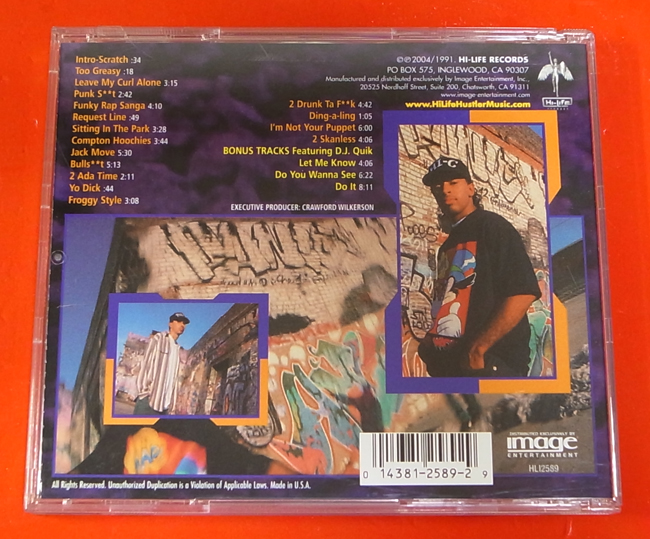 Intro-Scratch :34
Too Greasy :18
Leave My Curl Alone 3:15
Punk S**t 2:42
Funky Rap Sanga 4:10
Request Line :49
Sitting In The Park 3:28
Compton Hoochies 3:44
Jack Move 5:30
Bulls**t 5:13
2 Ada Time 2:11
Yo Dick :44
Froggy Style 3:08
2 Drunk Ta F**k 4:42
Ding-a-ling 1:05
I'm Not Your Puppet 6:00
2 Skanless 4:06
BONUS TRACKS Featuring D.J. Quik
Let Me Know 4:06
Do You Wanna See 6:22
Do It 8:11
EXECUTIVE PRODUCER: CRAWFORD WILKERSON
©℗2004/1991. HI-LIFE RECORDS
PO BOX 575, INGLEWOOD, CA 90307
Manufactured and distributed exclusively by Image Entertainment, Inc.,
20525 Nordhoff Street, Suite 200, Chatsworth, CA 91311
www.image entertainment.com
www.HiLifeHustlerMusic.com
Hi-Life
RECORDS
HI-C
DISTRIBUTED EXCLUSIVELY BY
image
ENTERTAINMENT
HLI2589
0 14381-2589-2 9
All Rights Reserved. Unauthorized Duplication is a Violation of Applicable Laws. Made in U.S.A.